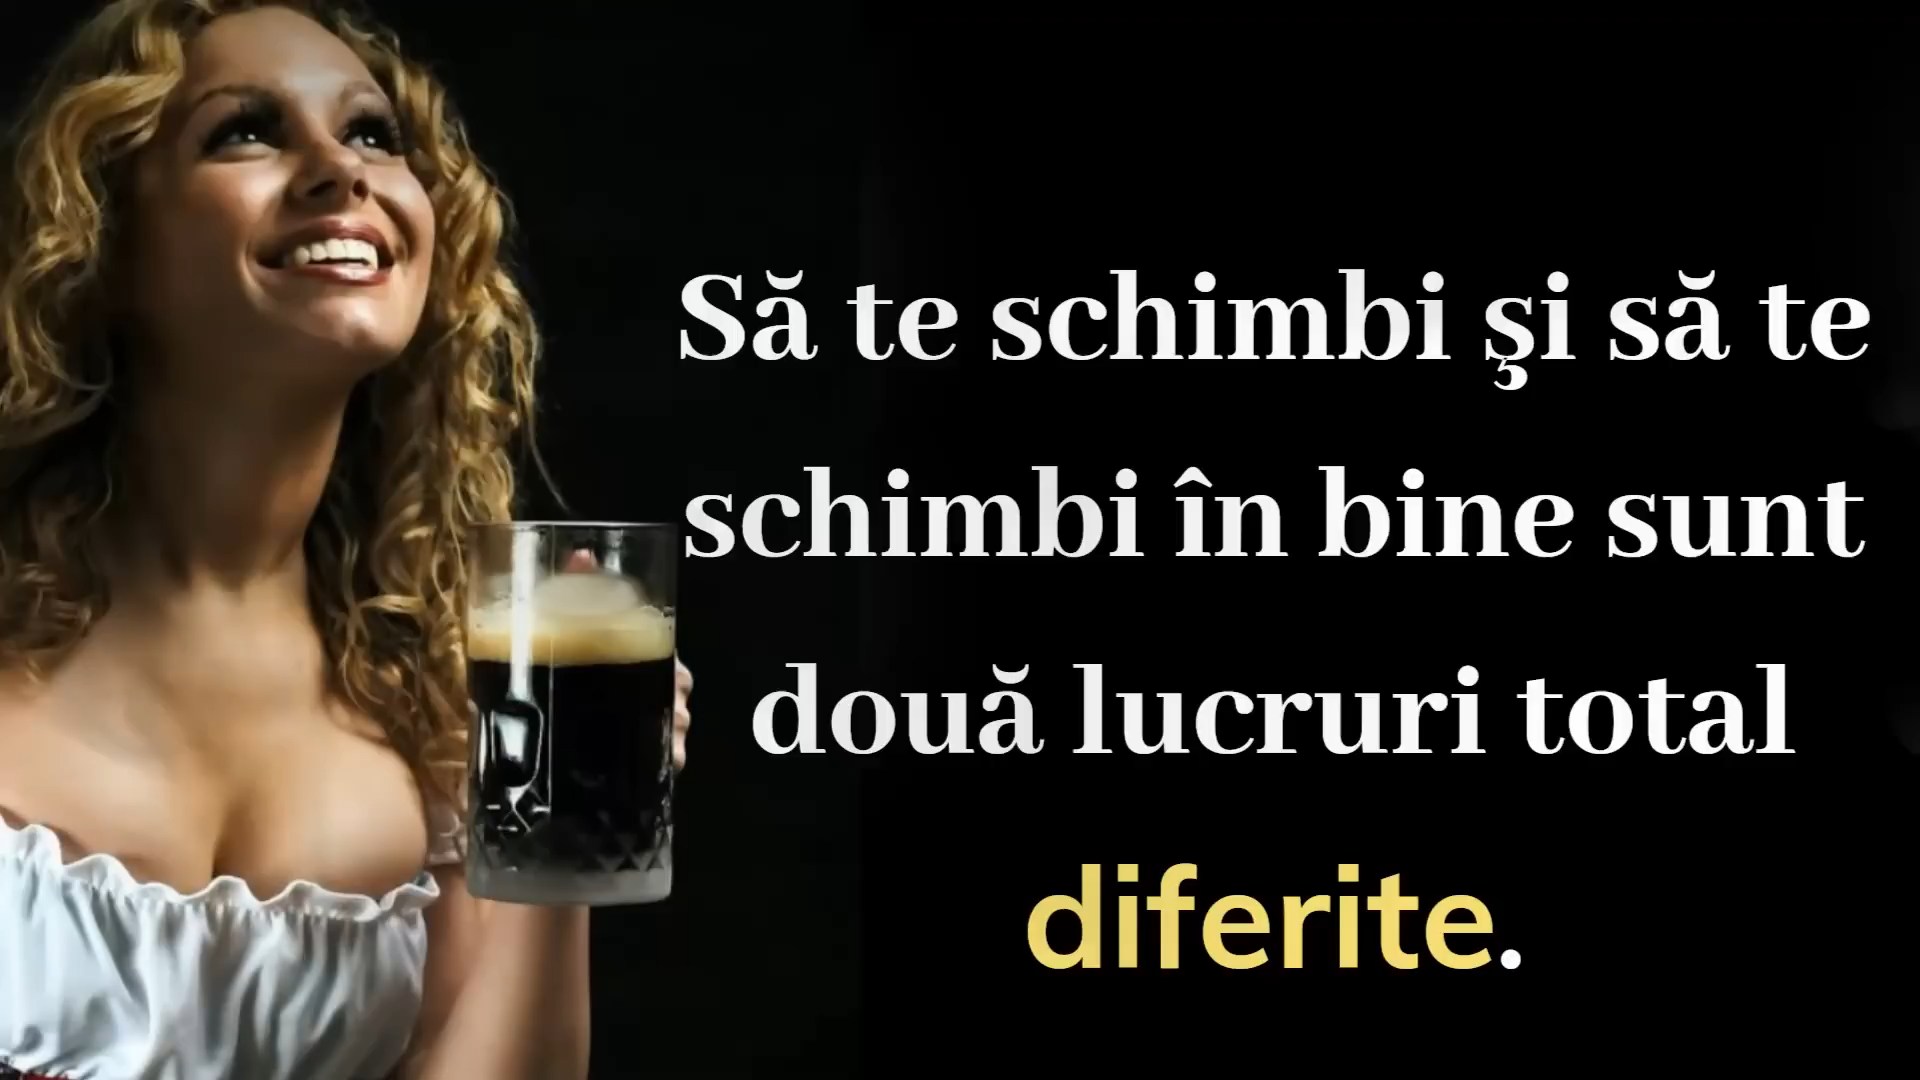 Să te schimbi şi să te
schimbi în bine sunt
două lucruri total
diferite.